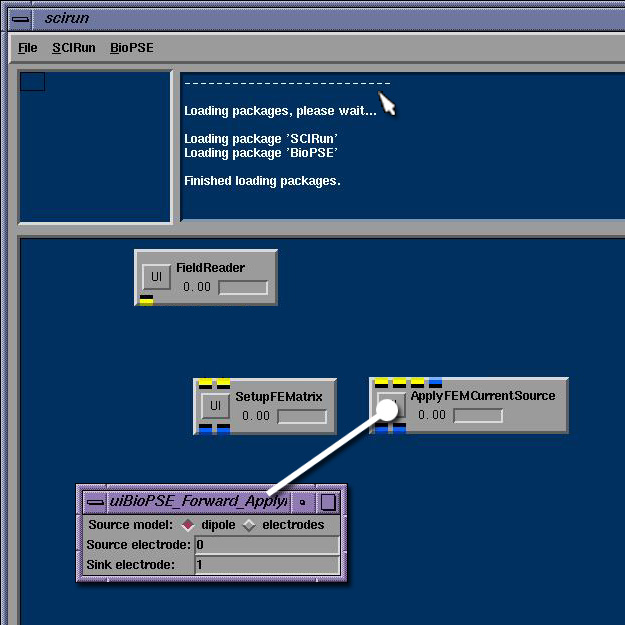 scirun
File SCIRun BioPSE
----------------------------
Loading packages, please wait...
Loading package 'SCIRun'
Loading package 'BioPSE'
Finished loading packages.
UI FieldReader
0.00
UI SetupFEMatrix
0.00
ApplyFEMCurrentSource
0.00
uiBioPSE_Forward_Apply
Source model: dipole electrodes
Source electrode: 0
Sink electrode: 1